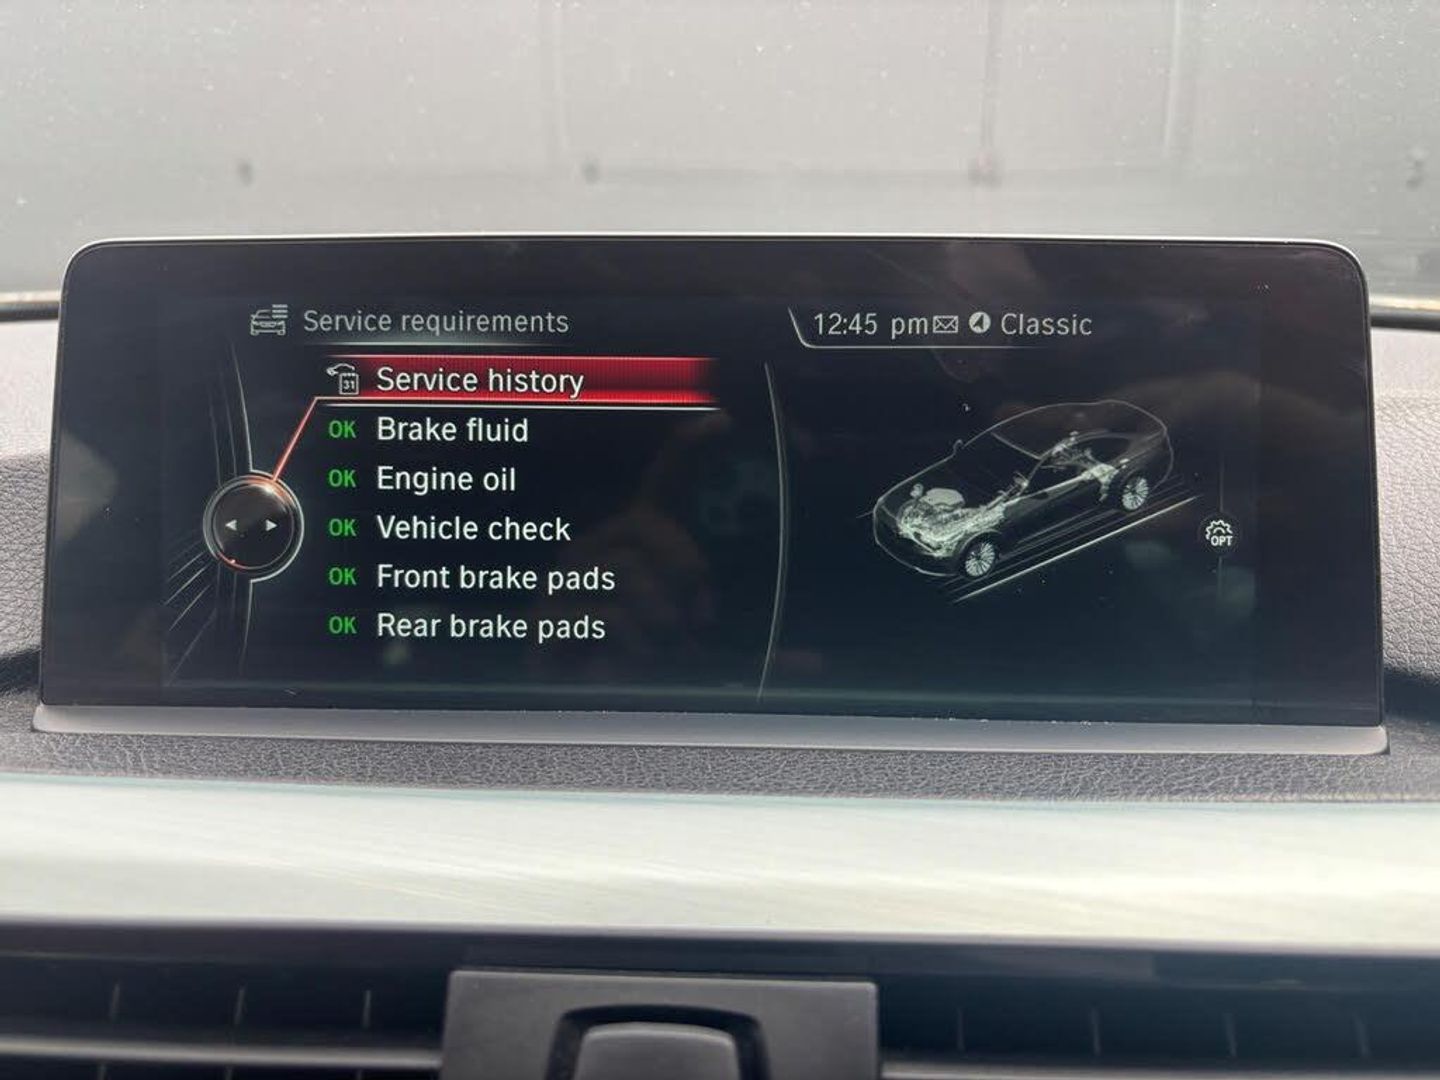 Service requirements
12:45 pm Classic
31 Service history
OK Brake fluid
OK Engine oil
OK Vehicle check
OK Front brake pads
OK Rear brake pads
OPT